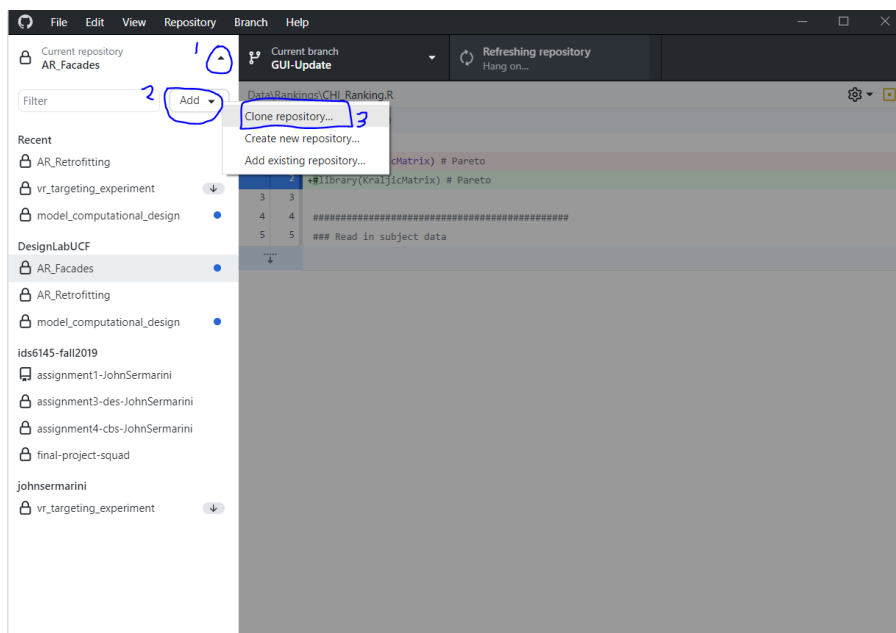 File Edit View Repository Branch Help
Current repository
AR_Facades
1
Current branch
GUI-Update
Refreshing repository
Hang on...
Filter
2
Add
Data\Rankings\CHI_Ranking.R
Clone repository...
3
Create new repository...
Add existing repository...
Recent
AR_Retrofitting
vr_targeting_experiment
model_computational_design
DesignLabUCF
AR_Facades
AR_Retrofitting
model_computational_design
ids6145-fall2019
assignment1-JohnSermarini
assignment3-des-JohnSermarini
assignment4-cbs-JohnSermarini
final-project-squad
johnsermarini
vr_targeting_experiment
cMatrix) # Pareto
2 +#library(KraljicMatrix) # Pareto
3 3
4 4 ##############################################
5 5 ### Read in subject data